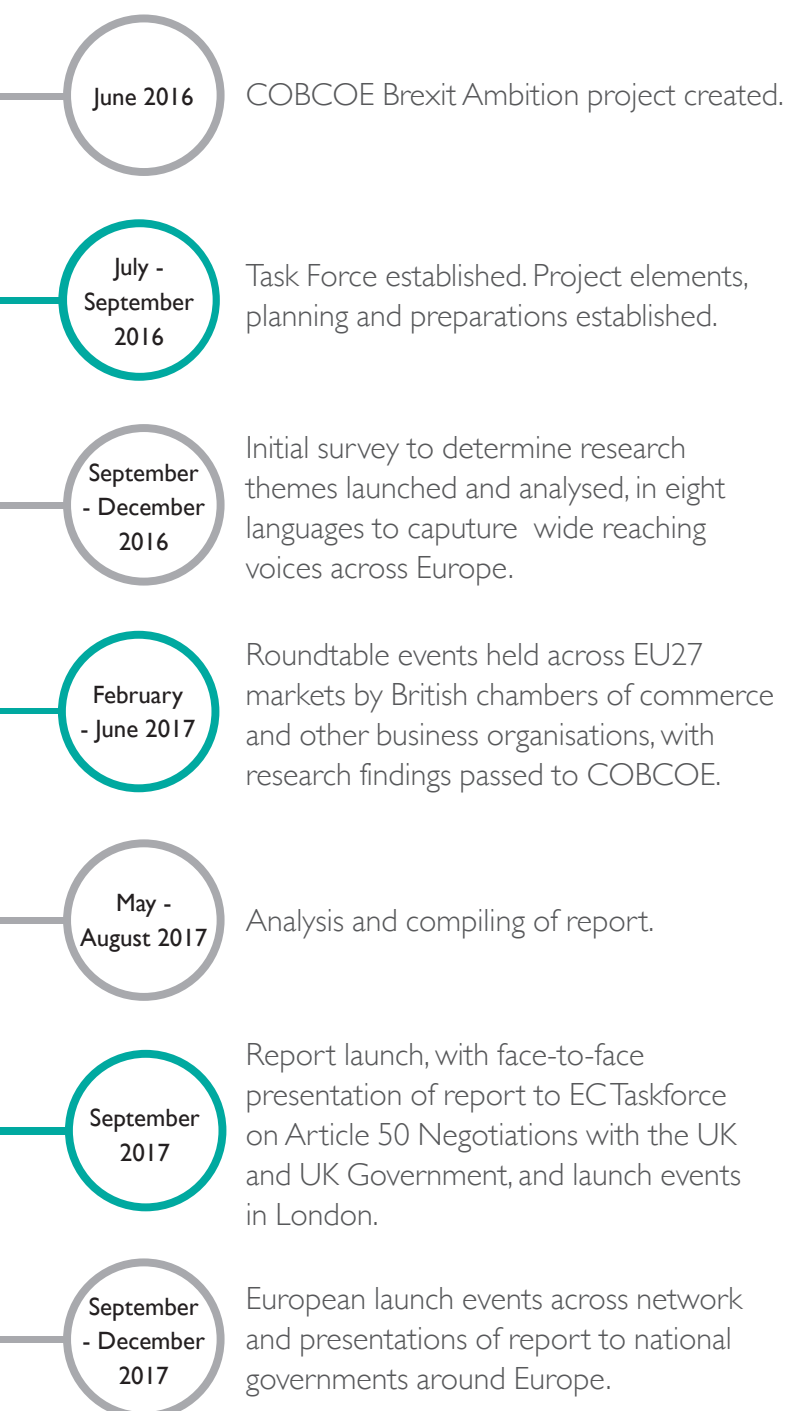 June 2016
COBCOE Brexit Ambition project created.
July -
September
2016
Task Force established. Project elements,
planning and preparations established.
September
- December
2016
Initial survey to determine research
themes launched and analysed, in eight
languages to caputure  wide reaching
voices across Europe.
February
- June 2017
Roundtable events held across EU27
markets by British chambers of commerce
and other business organisations, with
research findings passed to COBCOE.
May -
August 2017
Analysis and compiling of report.
September
2017
Report launch, with face-to-face
presentation of report to EC Taskforce
on Article 50 Negotiations with the UK
and UK Government, and launch events
in London.
September
- December
2017
European launch events across network
and presentations of report to national
governments around Europe.